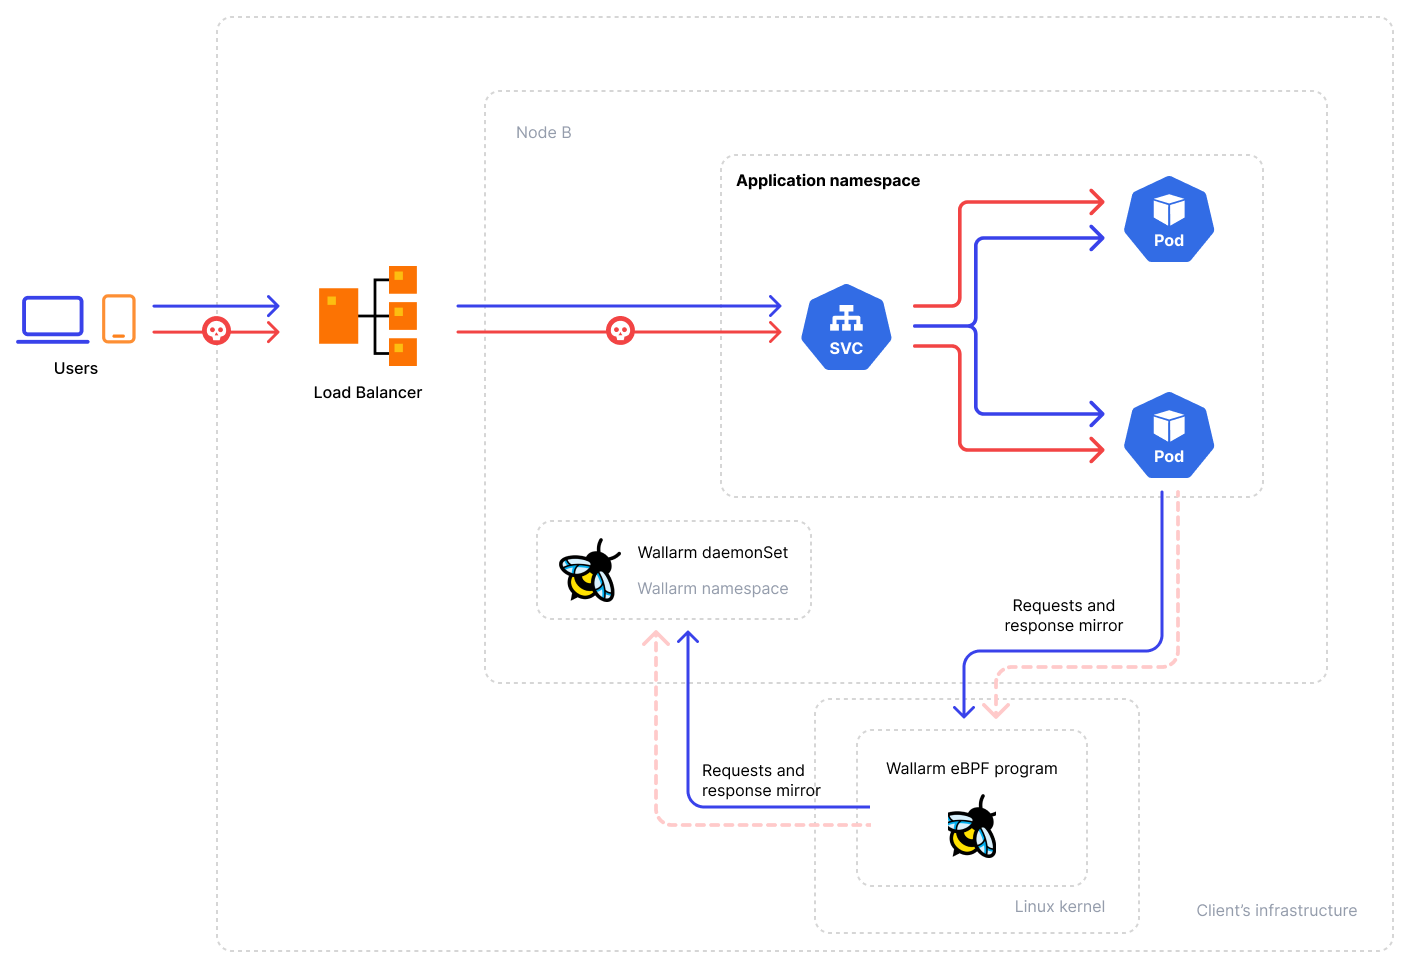 Node B
Application namespace
Pod
SVC
Users
Load Balancer
Pod
Wallarm daemonSet
Wallarm namespace
Requests and
response mirror
Requests and
response mirror
Wallarm eBPF program
Linux kernel
Client’s infrastructure